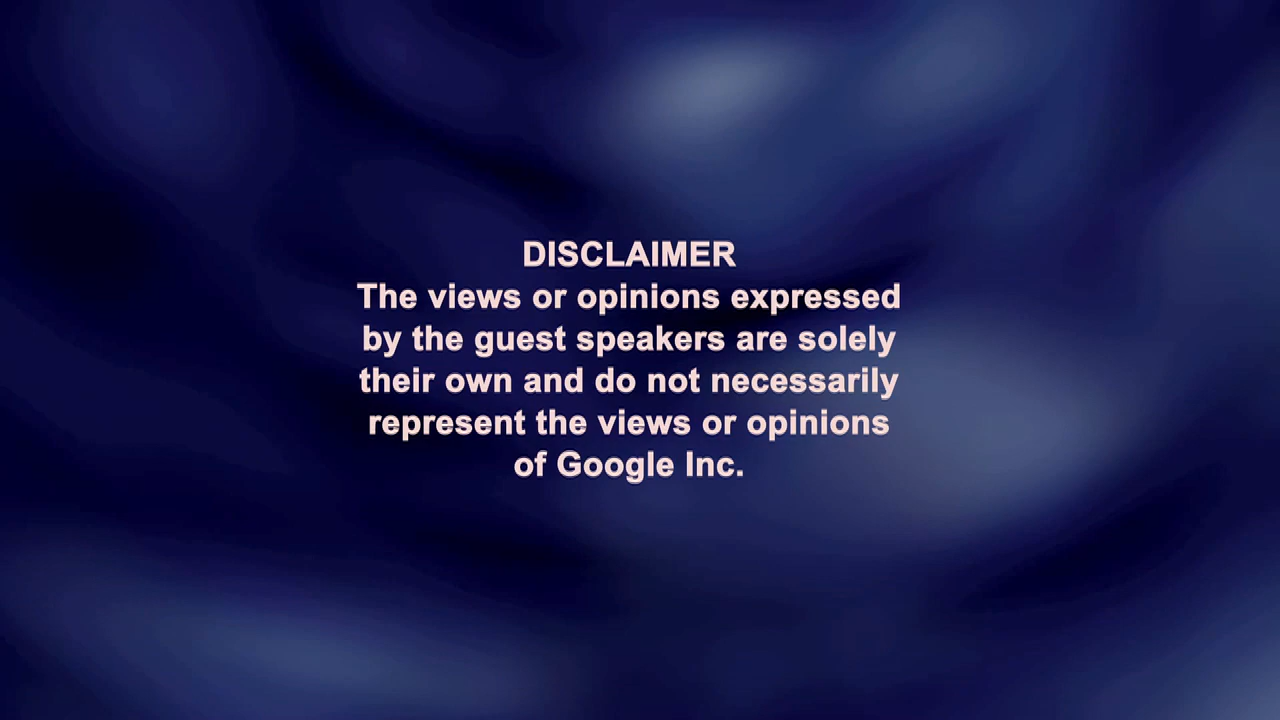 DISCLAIMER
The views or opinions expressed
by the guest speakers are solely
their own and do not necessarily
represent the views or opinions
of Google Inc.